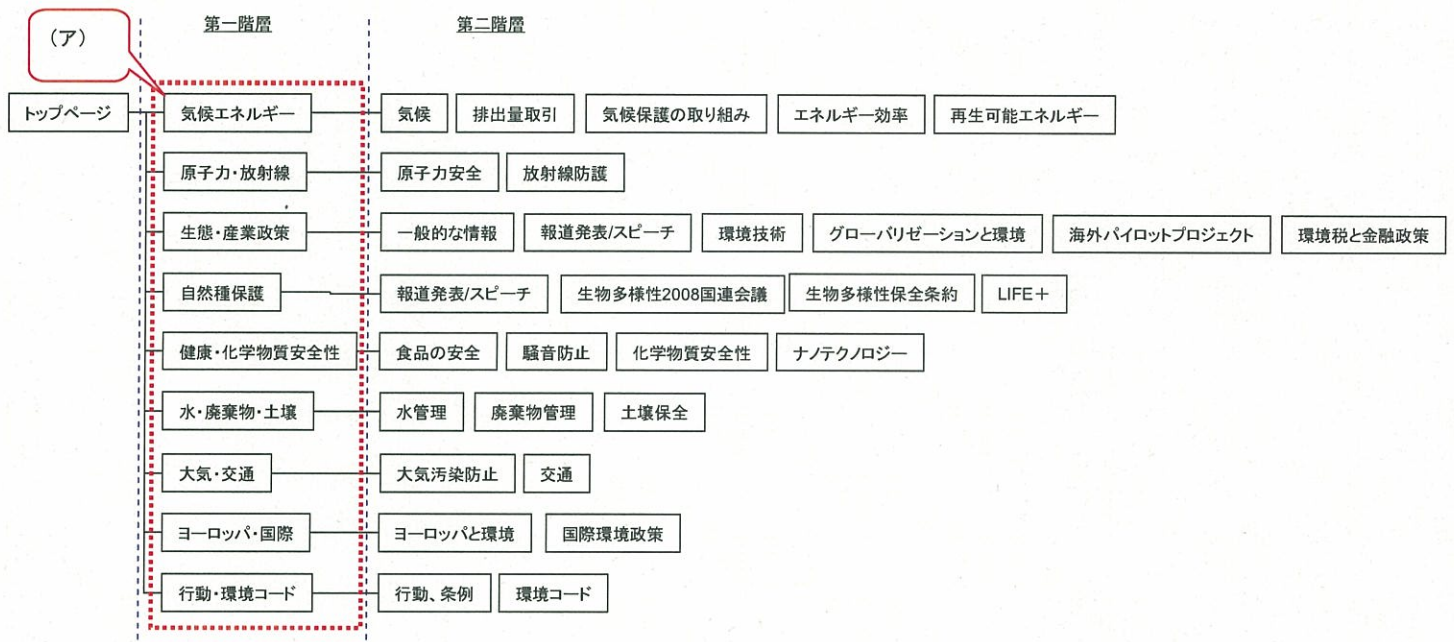 (ア)
第一階層
第二階層
トップページ
気候エネルギー
気候
排出量取引
気候保護の取り組み
エネルギー効率
再生可能エネルギー
原子力・放射線
原子力安全
放射線防護
生態・産業政策
一般的な情報
報道発表/スピーチ
環境技術
グローバリゼーションと環境
海外パイロットプロジェクト
環境税と金融政策
自然種保護
報道発表/スピーチ
生物多様性2008国連会議
生物多様性保全条約
LIFE＋
健康・化学物質安全性
食品の安全
騒音防止
化学物質安全性
ナノテクノロジー
水・廃棄物・土壌
水管理
廃棄物管理
土壌保全
大気・交通
大気汚染防止
交通
ヨーロッパ・国際
ヨーロッパと環境
国際環境政策
行動・環境コード
行動、条例
環境コード